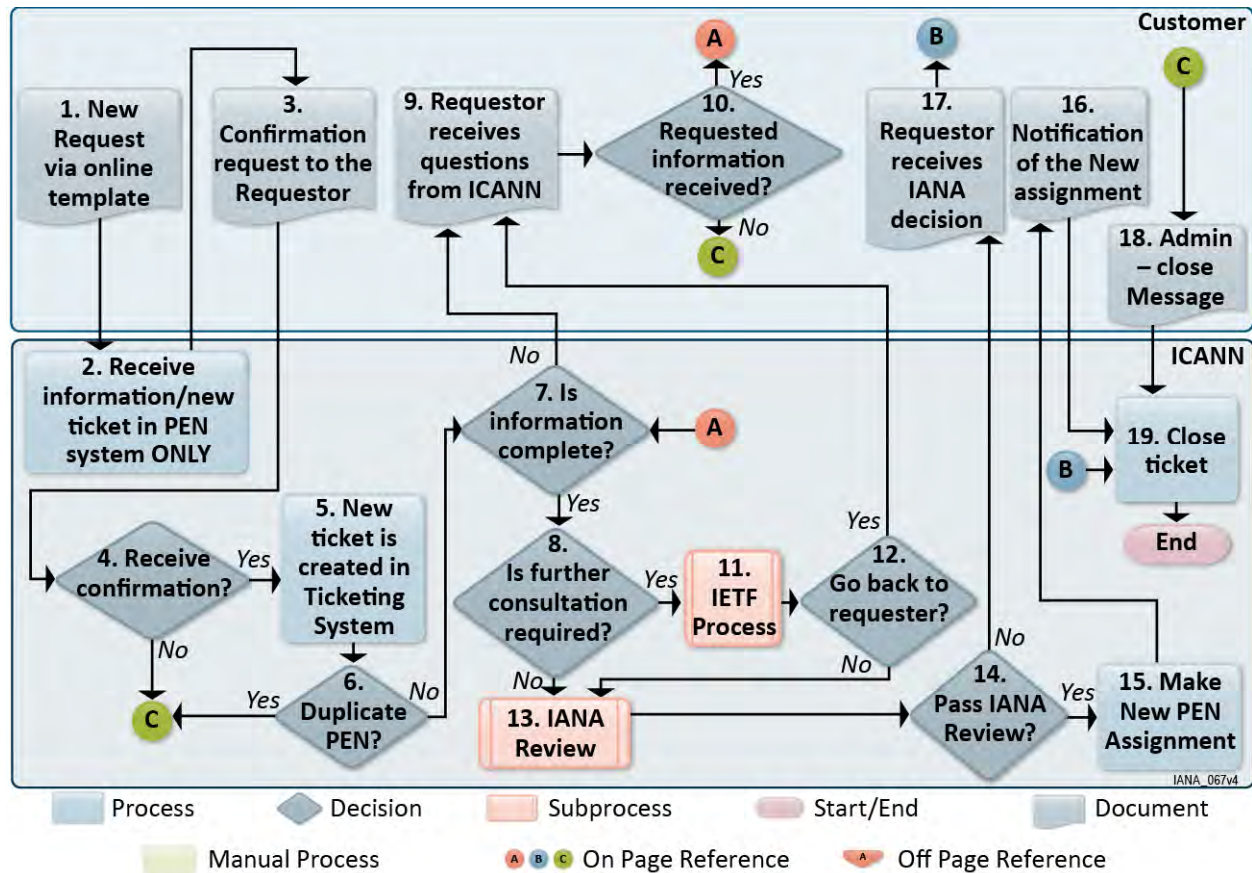 Customer
A
B
C
Yes
1. New
Request
via online
template
3.
Confirmation
request to the
Requestor
9. Requestor
receives
questions
from ICANN
10.
Requested
information
received?
17.
Requestor
receives
IANA
decision
16.
Notification
of the New
assignment
No
C
18. Admin
– close
Message
ICANN
2. Receive
information/new
ticket in PEN
system ONLY
No
7. Is
information
complete?
A
19. Close
ticket
B
Yes
Yes
End
4. Receive
confirmation?
Yes
5. New
ticket is
created in
Ticketing
System
8.
Is further
consultation
required?
Yes
11.
IETF
Process
12.
Go back to
requester?
No
No
No
No
C
Yes
6.
Duplicate
PEN?
No
13. IANA
Review
14.
Pass IANA
Review?
Yes
15. Make
New PEN
Assignment
IANA_067v4
Process
Decision
Subprocess
Start/End
Document
Manual Process
A B C On Page Reference
A Off Page Reference